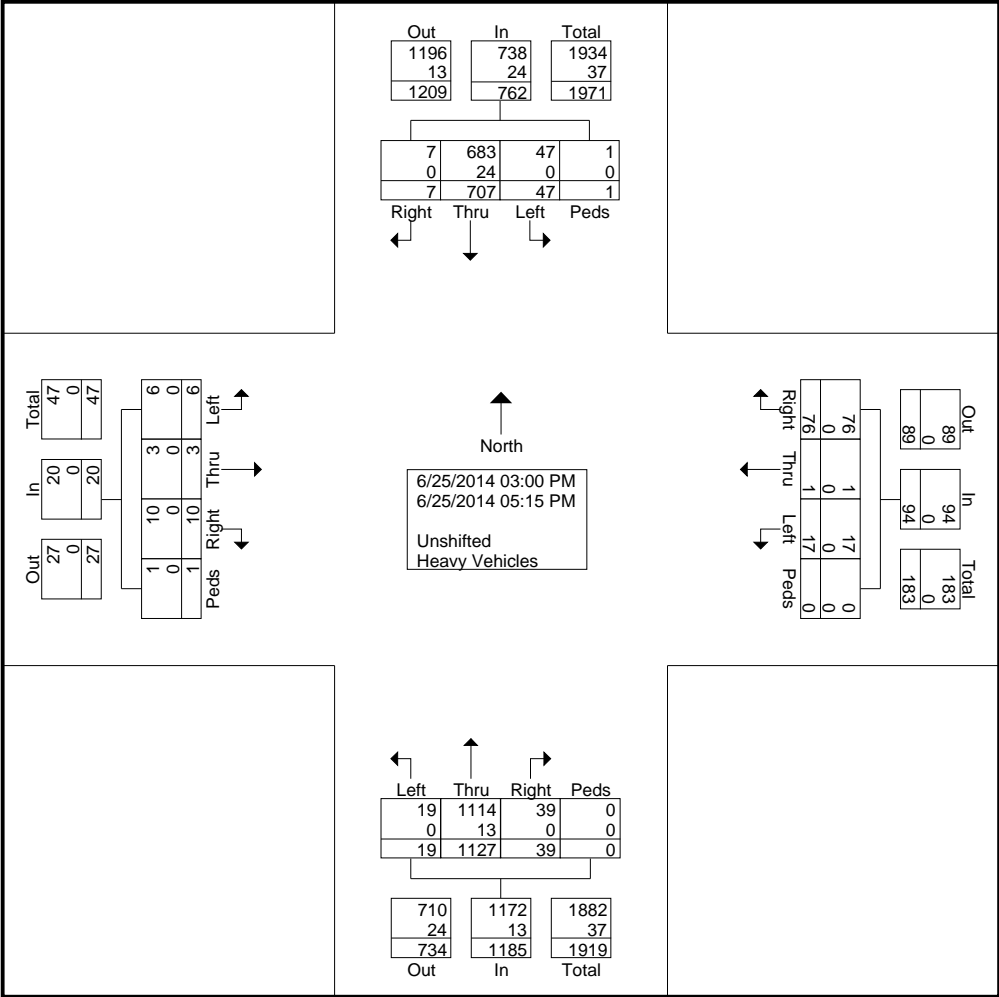 Out In Total
1196 738 1934
13 24 37
1209 762 1971
7 683 47 1
0 24 0 0
7 707 47 1
Right Thru Left Peds
North
6/25/2014 03:00 PM
6/25/2014 05:15 PM
Unshifted
Heavy Vehicles
Total
47
0
47
In
20
0
20
Out
27
0
27
Left
6
0
6
Thru
3
0
3
Right
10
0
10
Peds
1
0
1
Right
76
0
76
Thru
1
0
1
Left
17
0
17
Peds
0
0
0
Out
89
0
89
In
94
0
94
Total
183
0
183
Left Thru Right Peds
19 1114 39 0
0 13 0 0
19 1127 39 0
710 1172 1882
24 13 37
734 1185 1919
Out In Total